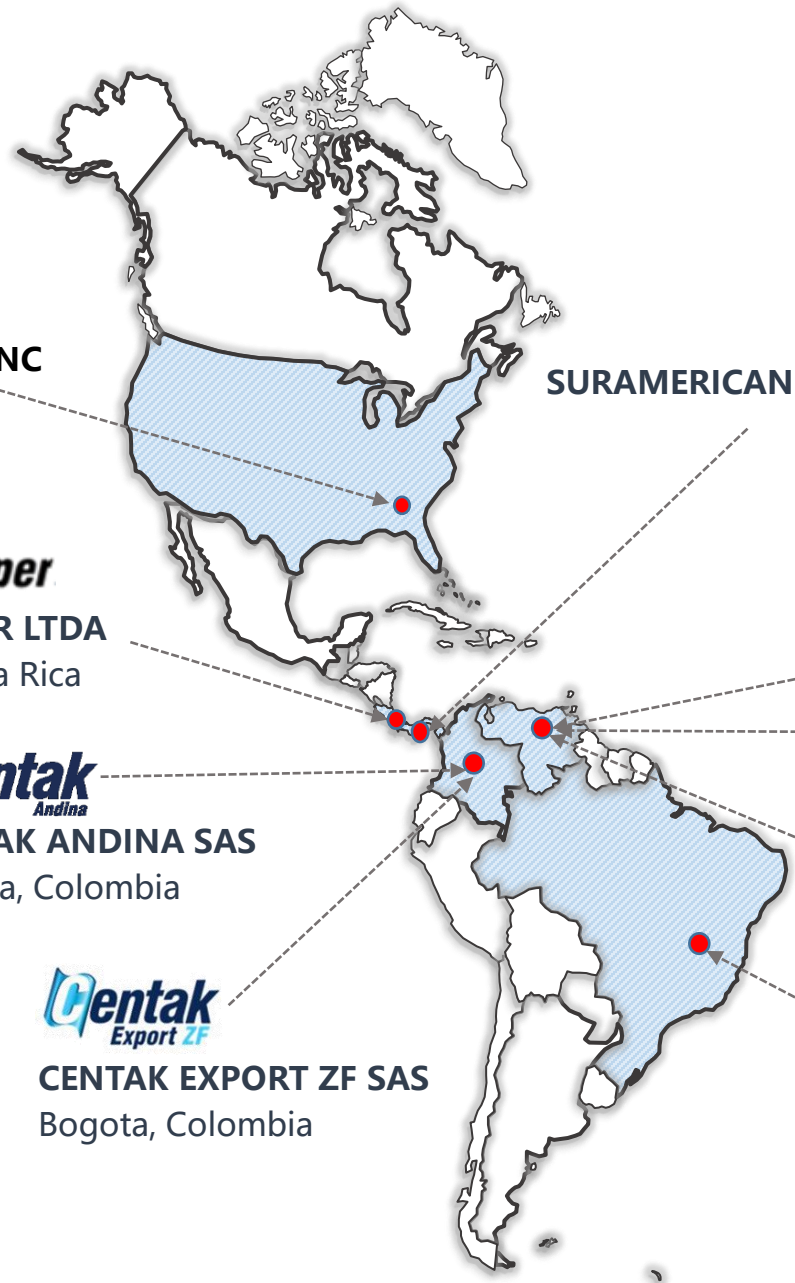 NC
SURAMERICAN
per
R LTDA
a Rica
ntak
Andina
AK ANDINA SAS
a, Colombia
Centak
Export ZF
CENTAK EXPORT ZF SAS
Bogota, Colombia